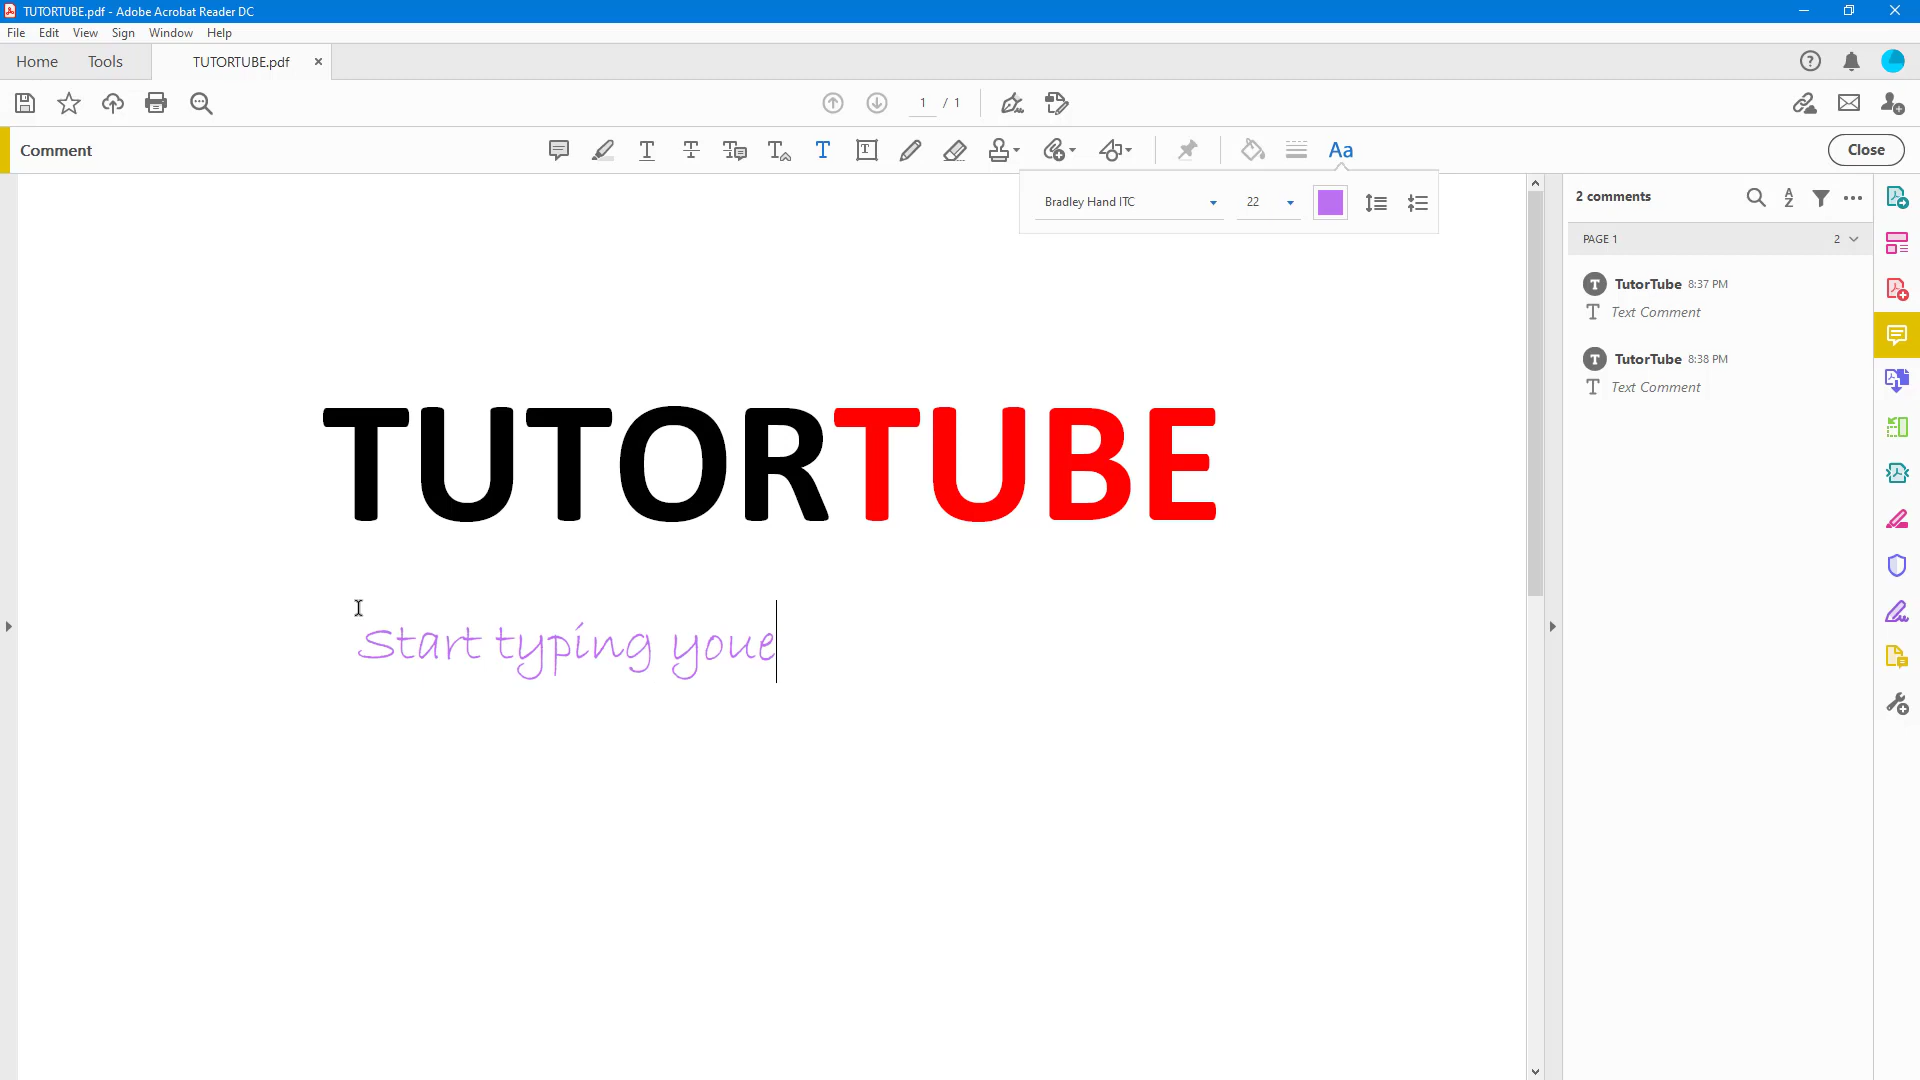 TUTORTUBE.pdf - Adobe Acrobat Reader DC
File Edit View Sign Window Help
Home Tools TUTORTUBE.pdf
1 / 1
Comment
Aa
Close
Bradley Hand ITC 22
2 comments
PAGE 1 2
T TutorTube 8:37 PM
T Text Comment
T TutorTube 8:38 PM
T Text Comment
TUTORTUBE
Start typing youe